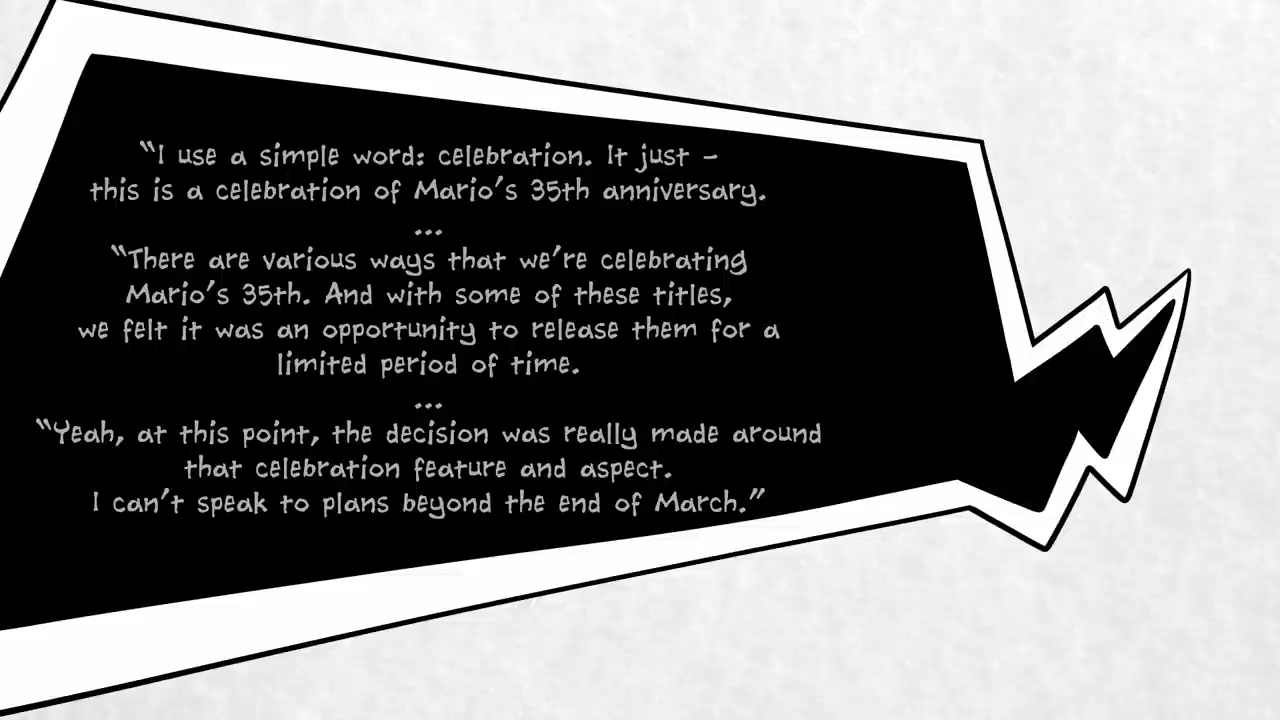 “I use a simple word: celebration. It just –
this is a celebration of Mario’s 35th anniversary.
...
“There are various ways that we’re celebrating
Mario’s 35th. And with some of these titles,
we felt it was an opportunity to release them for a
limited period of time.
...
“Yeah, at this point, the decision was really made around
that celebration feature and aspect.
I can’t speak to plans beyond the end of March.”